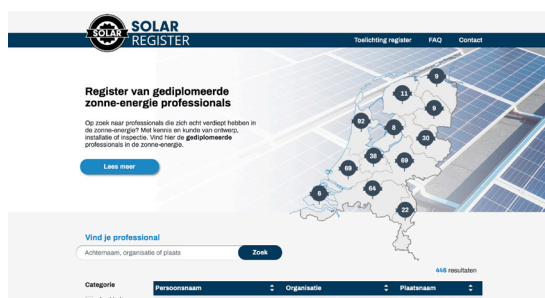 SOLAR
SOLAR
REGISTER
Toelichting register FAQ Contact
Register van gediplomeerde
zonne-energie professionals
Op zoek naar professionals die zich echt verdiept hebben in
de zonne-energie? Met kennis en kunde van ontwerp,
installatie of inspectie. Vind hier de gediplomeerde
professionals in de zonne-energie.
Lees meer
9
11
9
92
8
30
38
69
69
64
6
22
Vind je professional
Achternaam, organisatie of plaats
Zoek
446 resultaten
Categorie
Persoonsnaam Organisatie Plaatsnaam